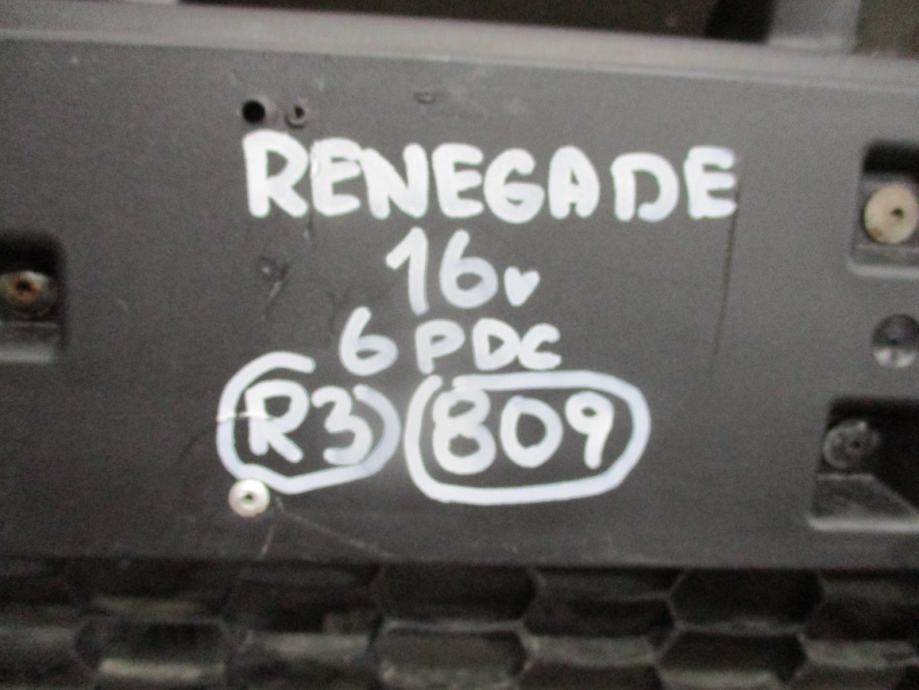 RENEGADE
16v
6 PDC
R3 809